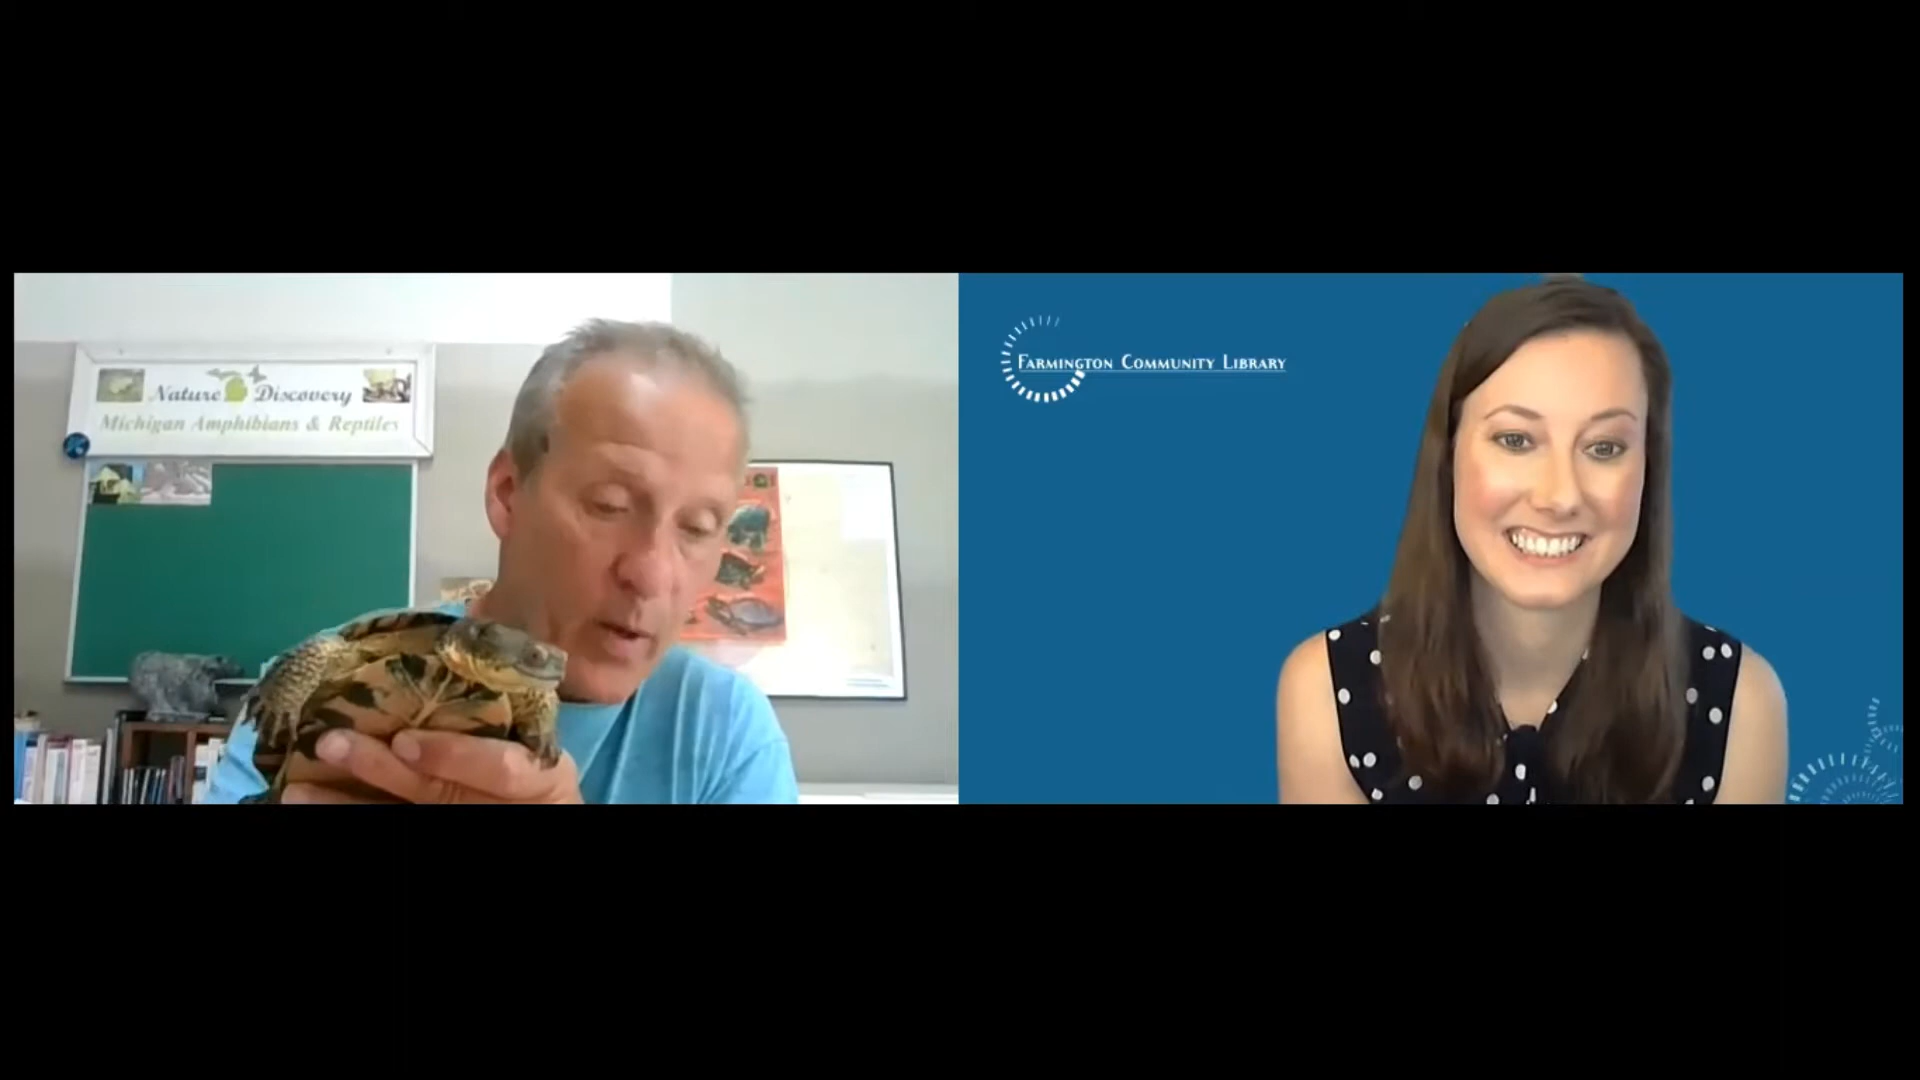 Nature Discovery
Michigan Amphibians & Reptiles
Farmington Community Library